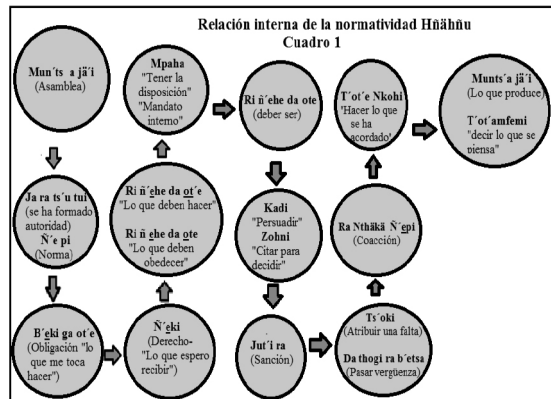 Relación interna de la normatividad Hñähñu
Cuadro 1
Mun´ts a jä´i
(Asamblea)
Ja ra ts´u tui
(se ha formado
autoridad)
Ñ´e pi
(Norma)
B´eki ga ot´e
(Obligación "lo
que me toca
hacer")
Ñ´eki
(Derecho-
"Lo que espero
recibir")
Ri ñ´ehe da ot´e
"Lo que deben hacer"
Ri ñ ehe da ote
"Lo que deben
obedecer"
Mpaha
"Tener la
disposición"
"Mandato
interno"
Ri ñ´ehe da ote
(deber ser)
Kadi
"Persuadir"
Zohni
"Citar para
decidir"
Jut´i ra
(Sanción)
Ts´oki
(Atribuir una falta)
Da thogi ra b´etsa
(Pasar vergüenza)
Ra Nthäkä Ñ´epi
(Coacción)
T´ot´e Nkohi
"Hacer lo que
se ha
acordado"
Munts´a jä´i
(Lo que produce)
T´ot´amfemi
"decir lo que se
piensa"